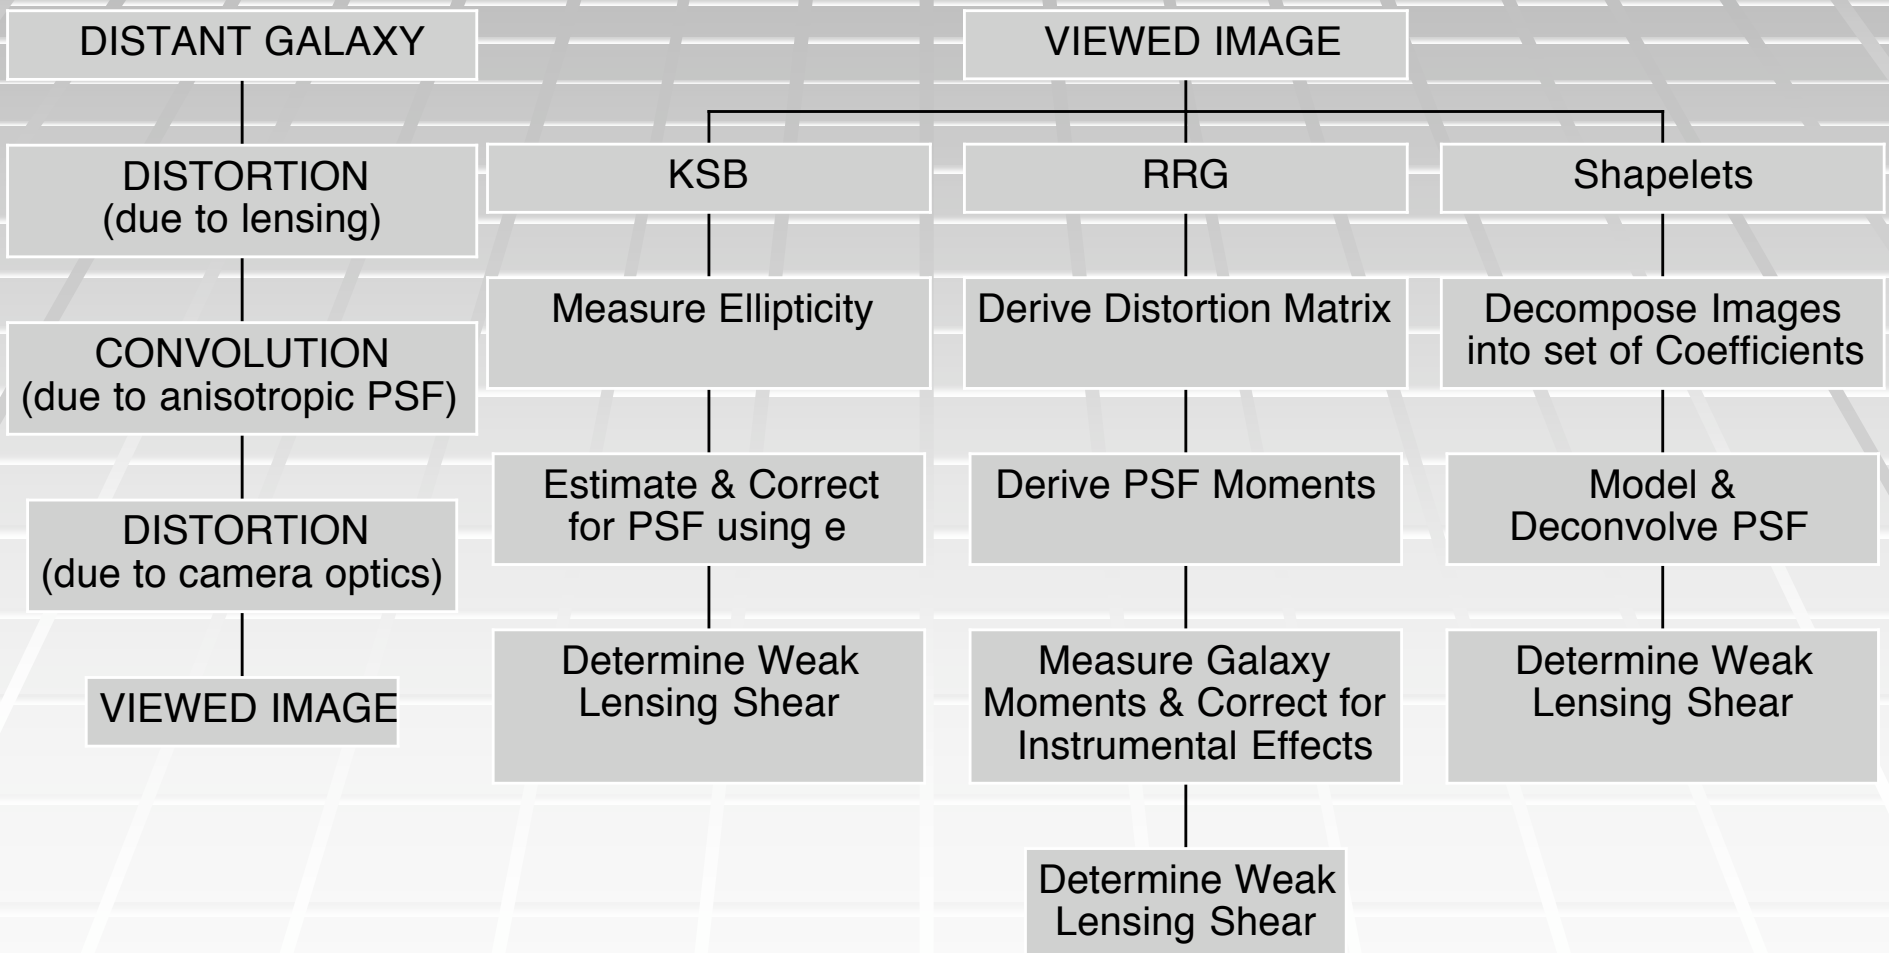 DISTANT GALAXY
DISTORTION
(due to lensing)
CONVOLUTION
(due to anisotropic PSF)
DISTORTION
(due to camera optics)
VIEWED IMAGE
VIEWED IMAGE
KSB
Measure Ellipticity
Estimate & Correct
for PSF using e
Determine Weak
Lensing Shear
RRG
Derive Distortion Matrix
Derive PSF Moments
Measure Galaxy
Moments & Correct for
Instrumental Effects
Determine Weak
Lensing Shear
Shapelets
Decompose Images
into set of Coefficients
Model &
Deconvolve PSF
Determine Weak
Lensing Shear